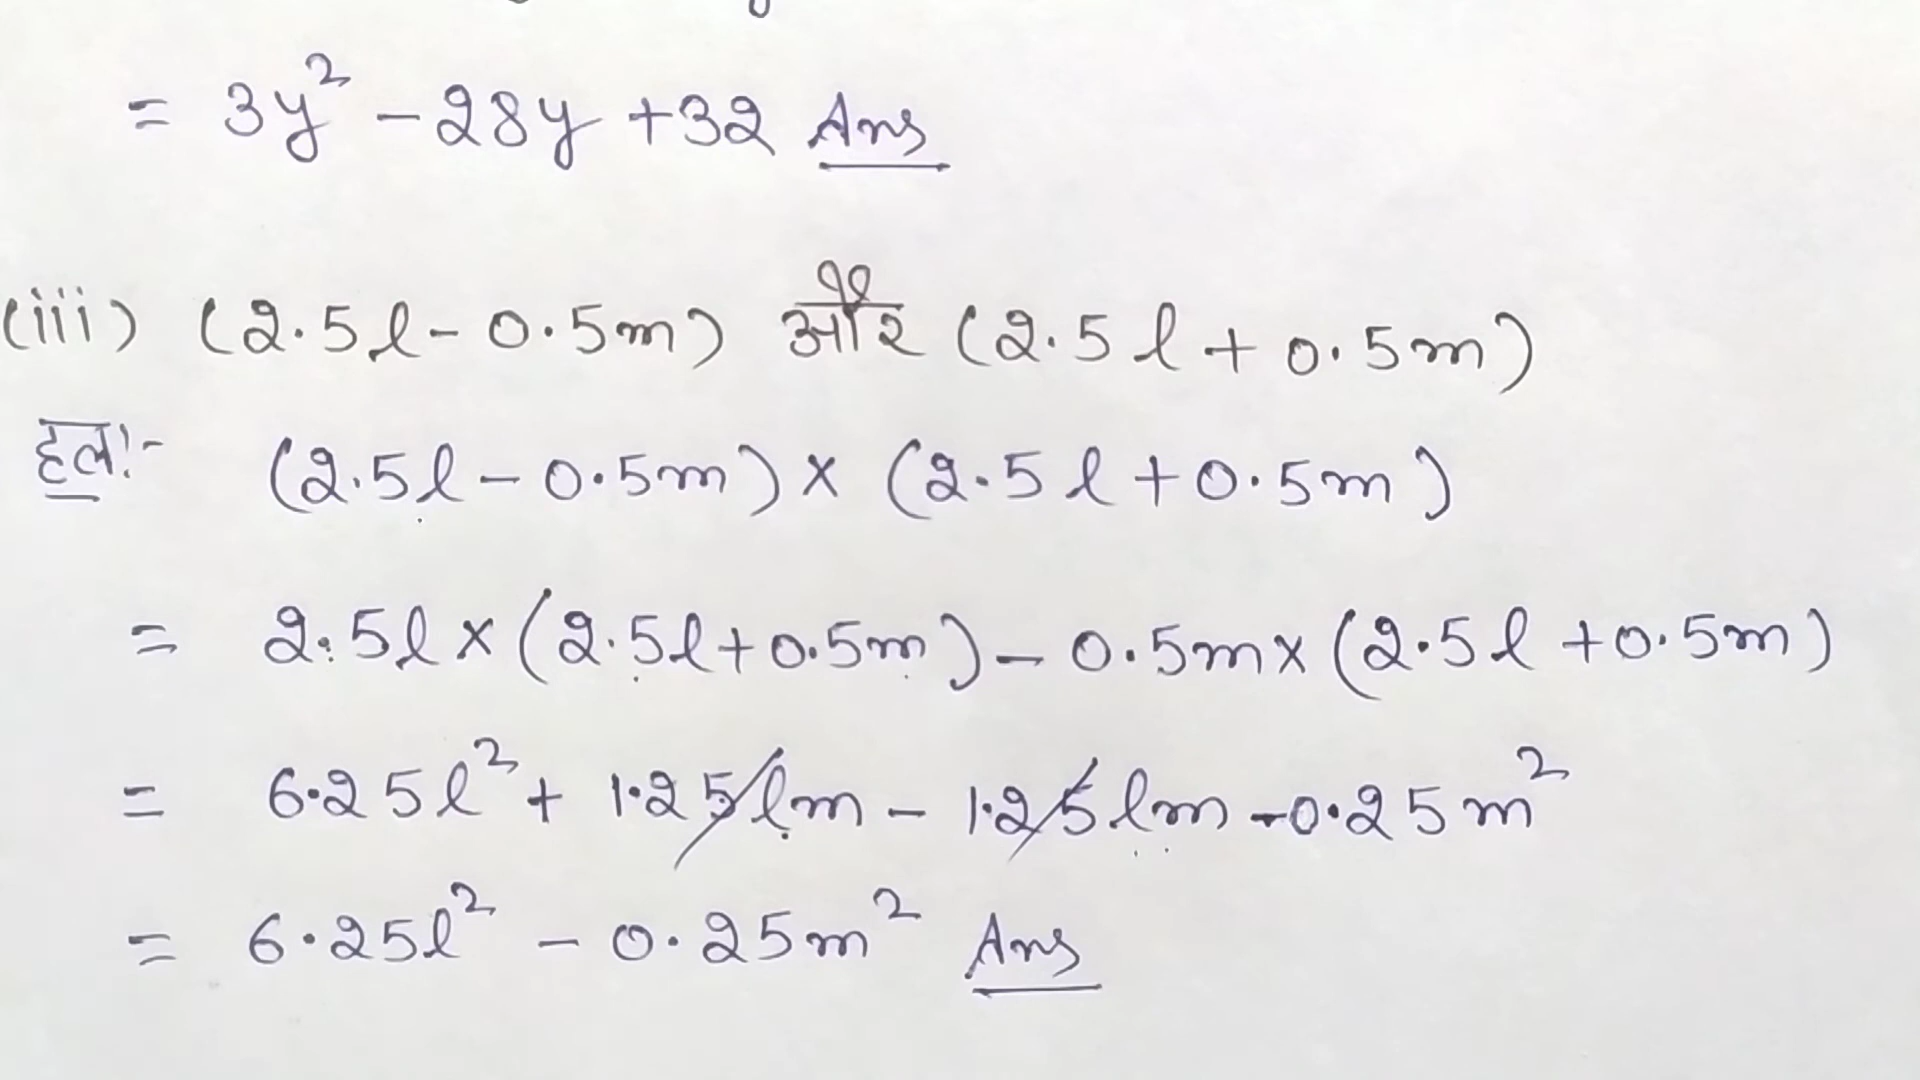 = 3y² - 28y + 32 Ans
(iii) (2.5l - 0.5m) और (2.5l + 0.5m)
हल:- (2.5l - 0.5m) × (2.5l + 0.5m)
= 2.5l × (2.5l + 0.5m) - 0.5m × (2.5l + 0.5m)
= 6.25l² + 1.25lm - 1.25lm - 0.25m²
= 6.25l² - 0.25m² Ans